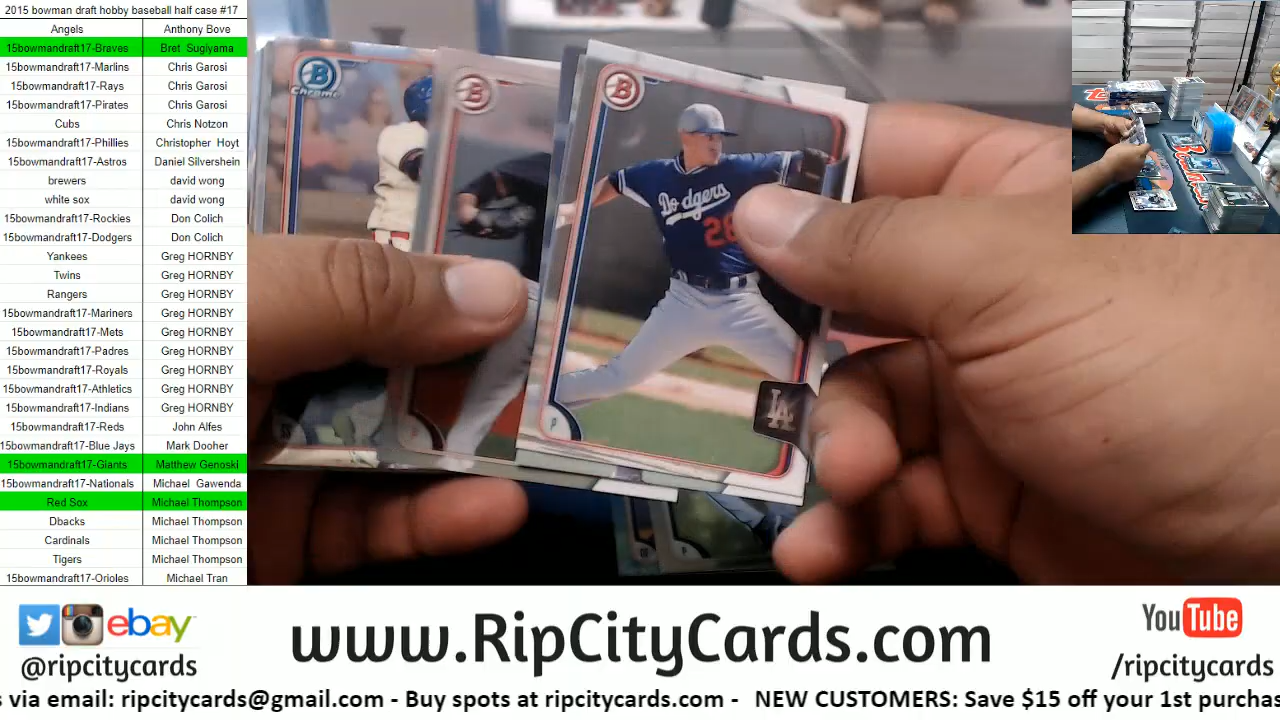 2015 bowman draft hobby baseball half case #17
Angels Anthony Bove
15bowmandraft17-Braves Bret Sugiyama
15bowmandraft17-Marlins Chris Garosi
15bowmandraft17-Rays Chris Garosi
15bowmandraft17-Pirates Chris Garosi
Cubs Chris Notzon
15bowmandraft17-Phillies Christopher Hoyt
15bowmandraft17-Astros Daniel Silvershein
brewers david wong
white sox david wong
15bowmandraft17-Rockies Don Colich
15bowmandraft17-Dodgers Don Colich
Yankees Greg HORNBY
Twins Greg HORNBY
Rangers Greg HORNBY
15bowmandraft17-Mariners Greg HORNBY
15bowmandraft17-Mets Greg HORNBY
15bowmandraft17-Padres Greg HORNBY
15bowmandraft17-Royals Greg HORNBY
15bowmandraft17-Athletics Greg HORNBY
15bowmandraft17-Indians Greg HORNBY
15bowmandraft17-Reds John Alfes
15bowmandraft17-Blue Jays Mark Dooher
15bowmandraft17-Giants Matthew Genoski
15bowmandraft17-Nationals Michael Gawenda
Red Sox Michael Thompson
Dbacks Michael Thompson
Cardinals Michael Thompson
Tigers Michael Thompson
15bowmandraft17-Orioles Michael Tran
B
Chrome
B
B
Dodgers
26
P
LA
ebay
@ripcitycards
www.RipCityCards.com
YouTube
/ripcitycards
s via email: ripcitycards@gmail.com - Buy spots at ripcitycards.com - NEW CUSTOMERS: Save $15 off your 1st purchas